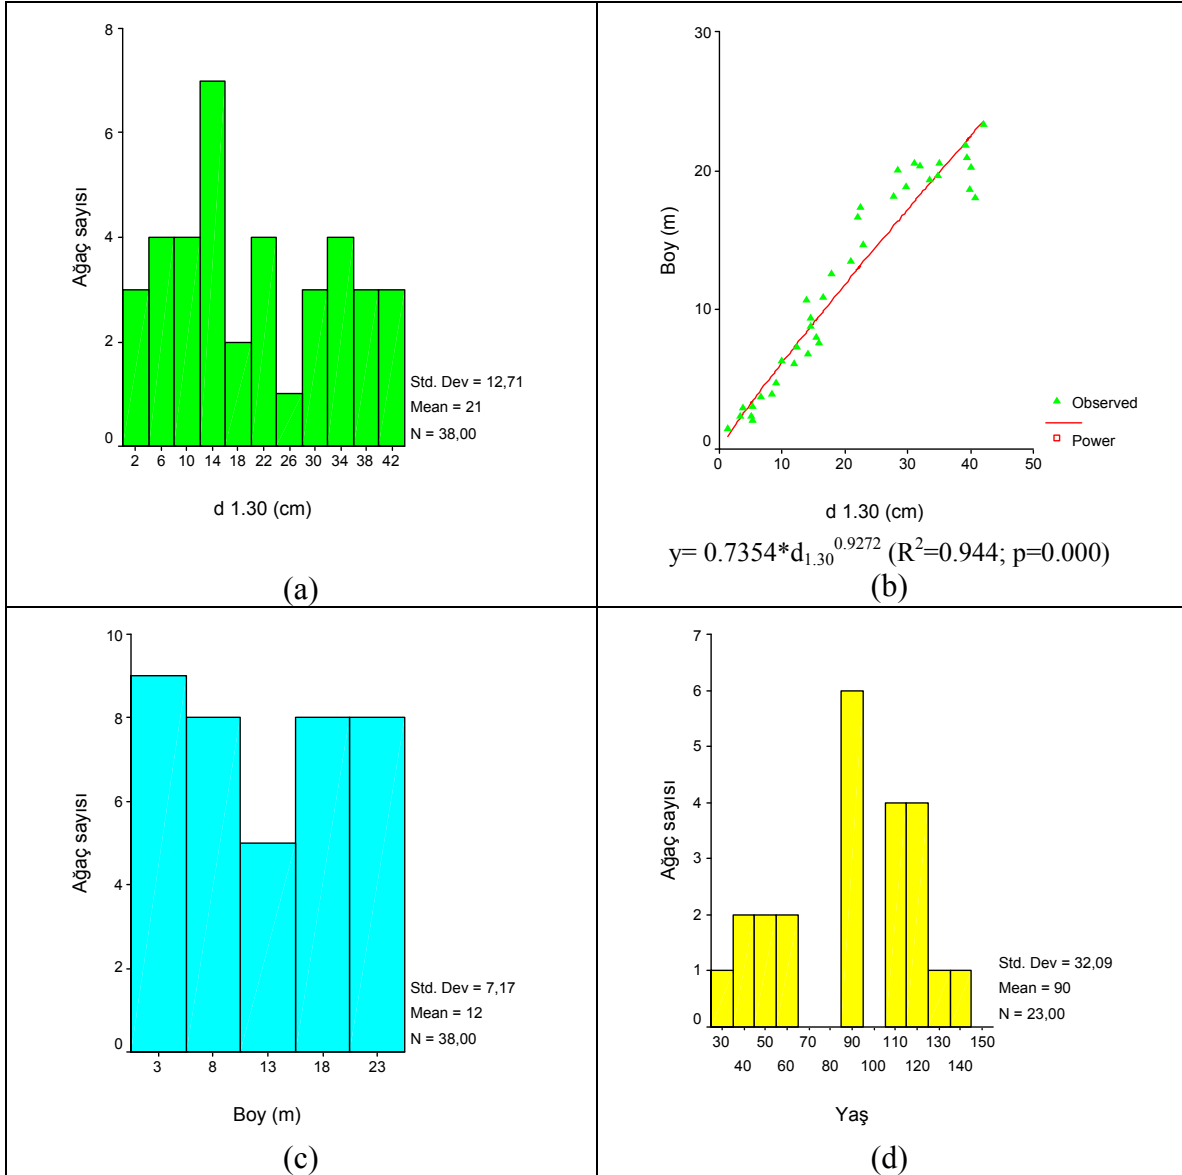 8
6
4
2
0
Ağaç sayısı
2 6 10 14 18 22 26 30 34 38 42
d 1.30 (cm)
Std. Dev = 12,71
Mean = 21
N = 38,00
(a)
30
20
10
0
Boy (m)
0 10 20 30 40 50
d 1.30 (cm)
Observed
Power
y= 0.7354*d₁.₃₀⁰·⁹²⁷² (R²=0.944; p=0.000)
(b)
10
8
6
4
2
0
Ağaç sayısı
3 8 13 18 23
Boy (m)
Std. Dev = 7,17
Mean = 12
N = 38,00
(c)
7
6
5
4
3
2
1
0
Ağaç sayısı
30 50 70 90 110 130 150
40 60 80 100 120 140
Yaş
Std. Dev = 32,09
Mean = 90
N = 23,00
(d)